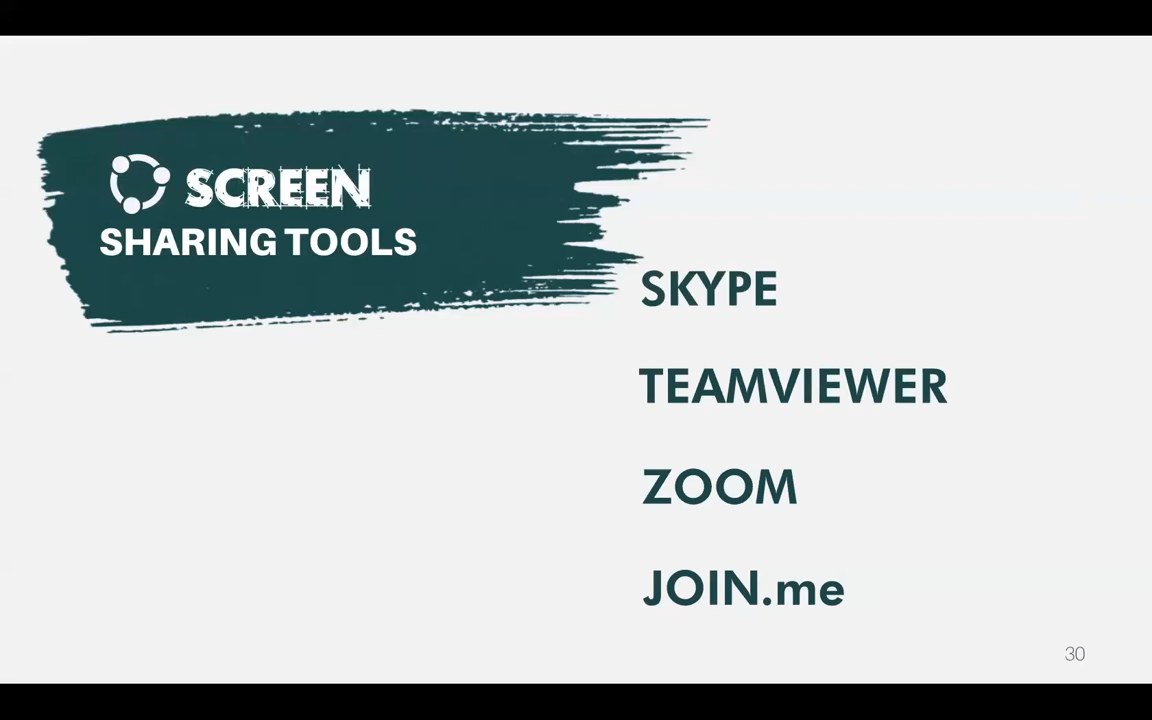 SCREEN
SHARING TOOLS
SKYPE
TEAMVIEWER
ZOOM
JOIN.me
30